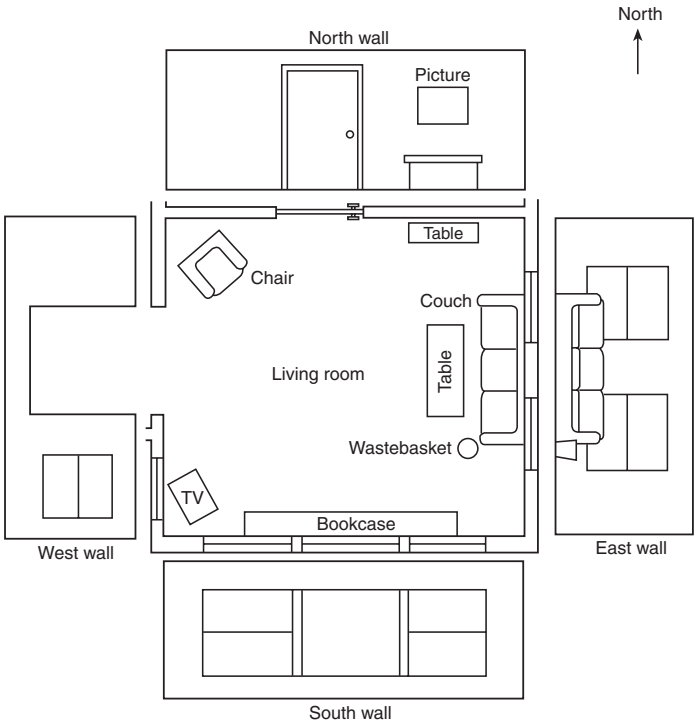 North
North wall
Picture
Table
Chair
Couch
Table
Living room
Wastebasket
TV
Bookcase
West wall
East wall
South wall